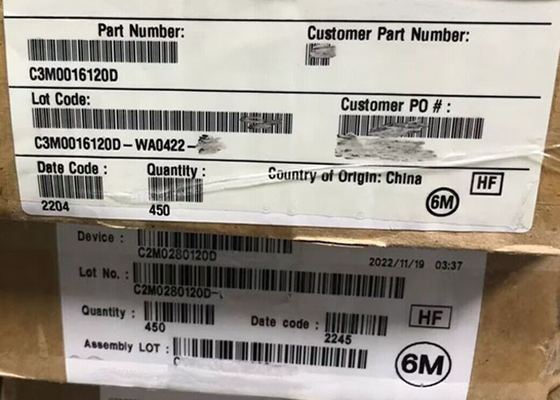 Part Number:
Customer Part Number:
C3M0016120D
Lot Code:
Customer PO # :
C3M0016120D-WA0422-
Date Code :
Quantity :
Country of Origin: China
HF
6M
2204
450
Device :
C2M0280120D
2022/11/19 03:37
Lot No. :
C2M0280120D-
Quantity :
450
Date code :
2245
HF
Assembly LOT :
6M